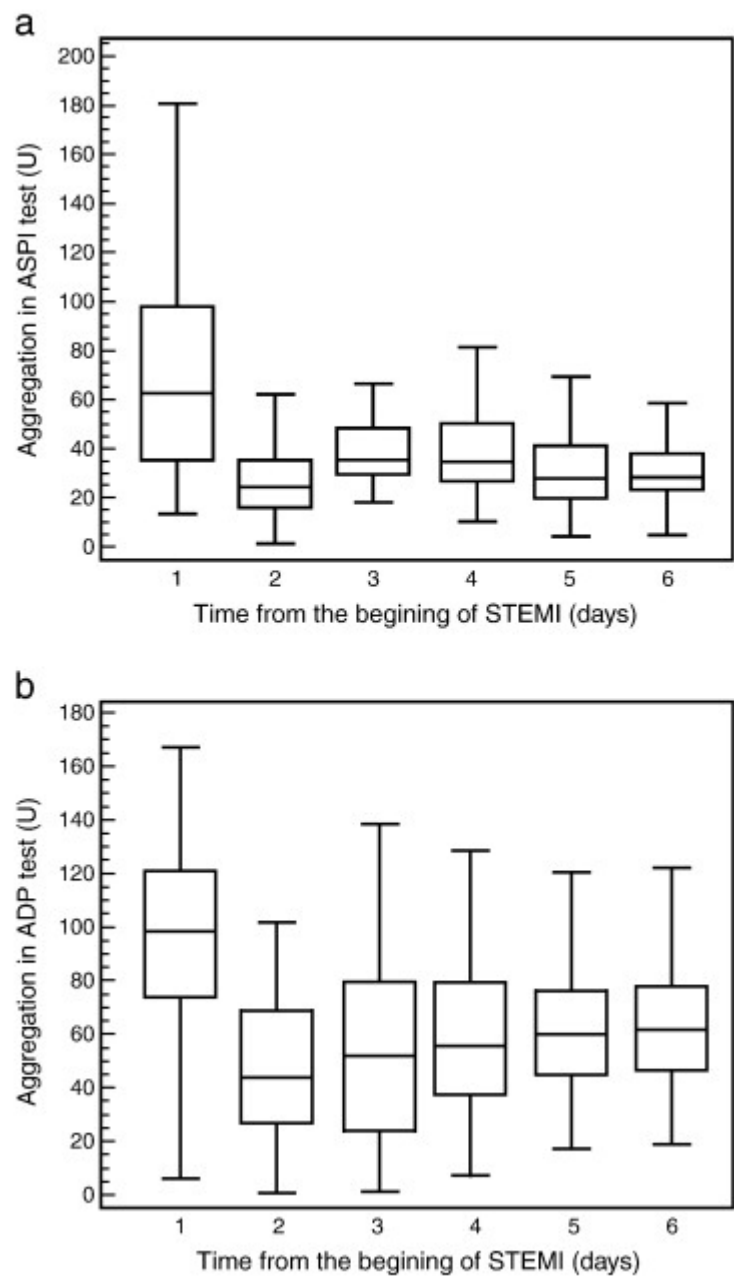 a
200
180
160
140
120
100
80
60
40
20
0
Aggregation in ASPI test (U)
1 2 3 4 5 6
Time from the begining of STEMI (days)
b
180
160
140
120
100
80
60
40
20
0
Aggregation in ADP test (U)
1 2 3 4 5 6
Time from the begining of STEMI (days)